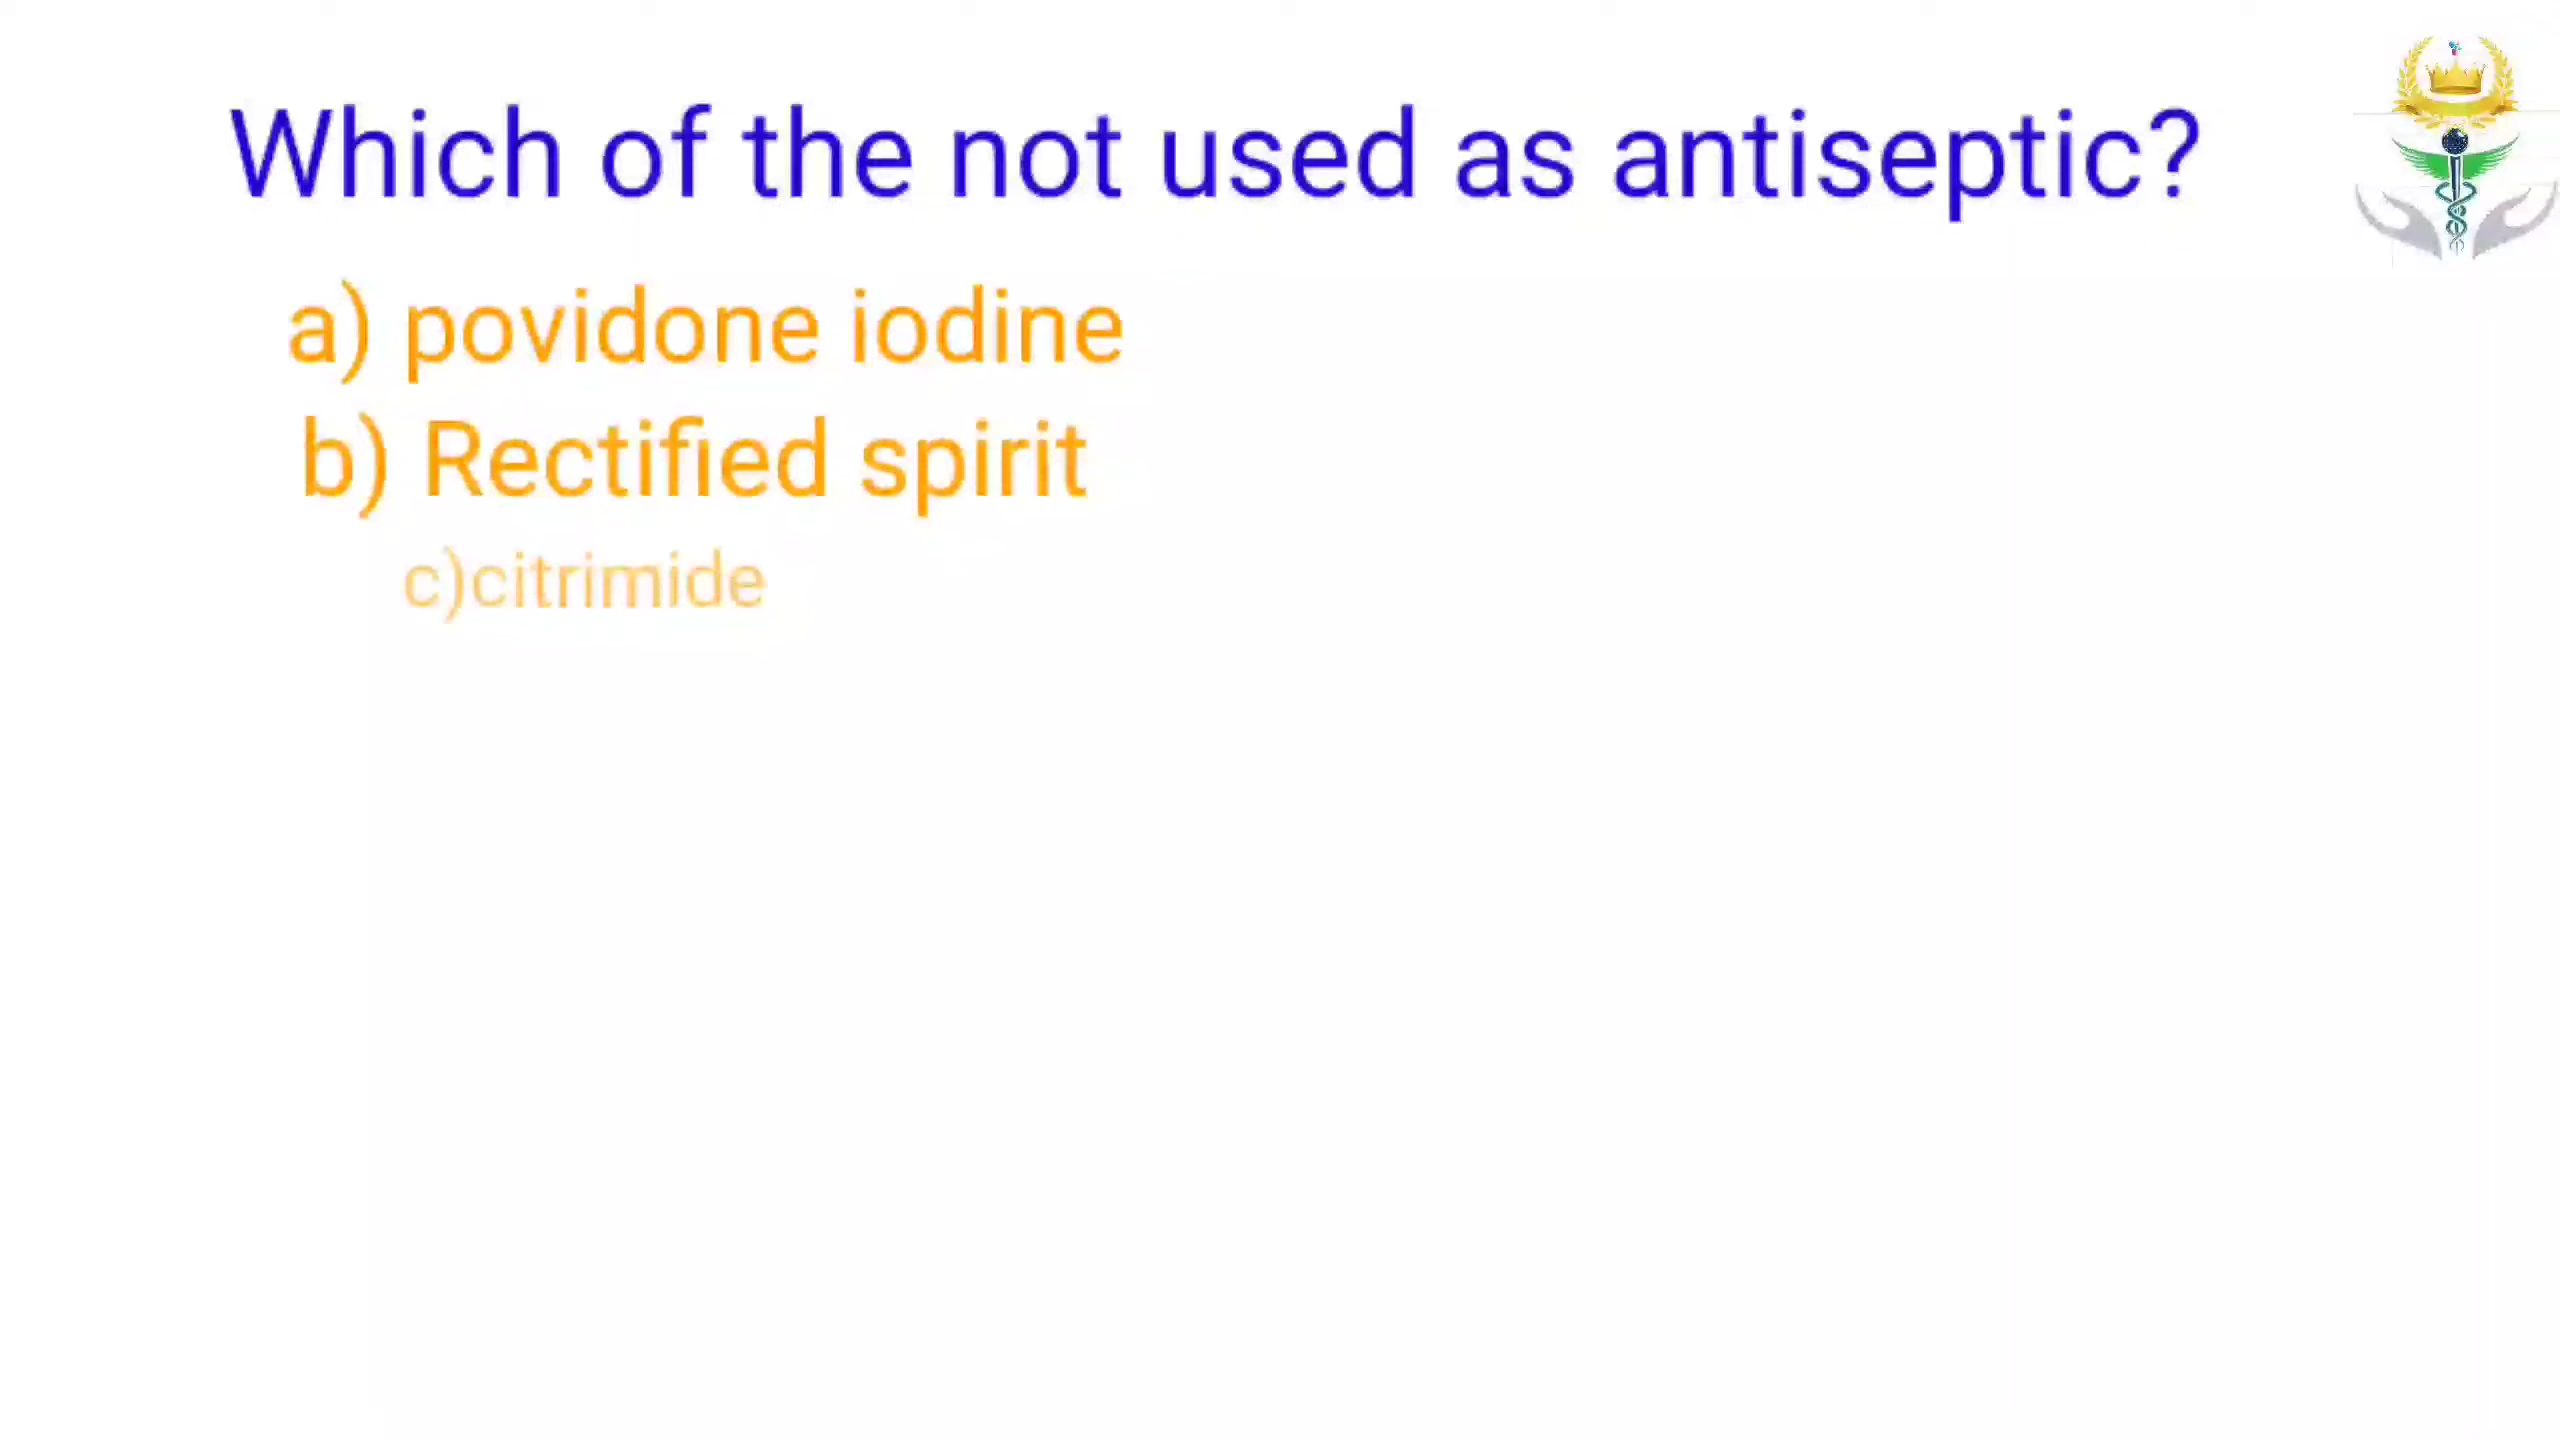 Which of the not used as antiseptic?
a) povidone iodine
b) Rectified spirit
c)citrimide